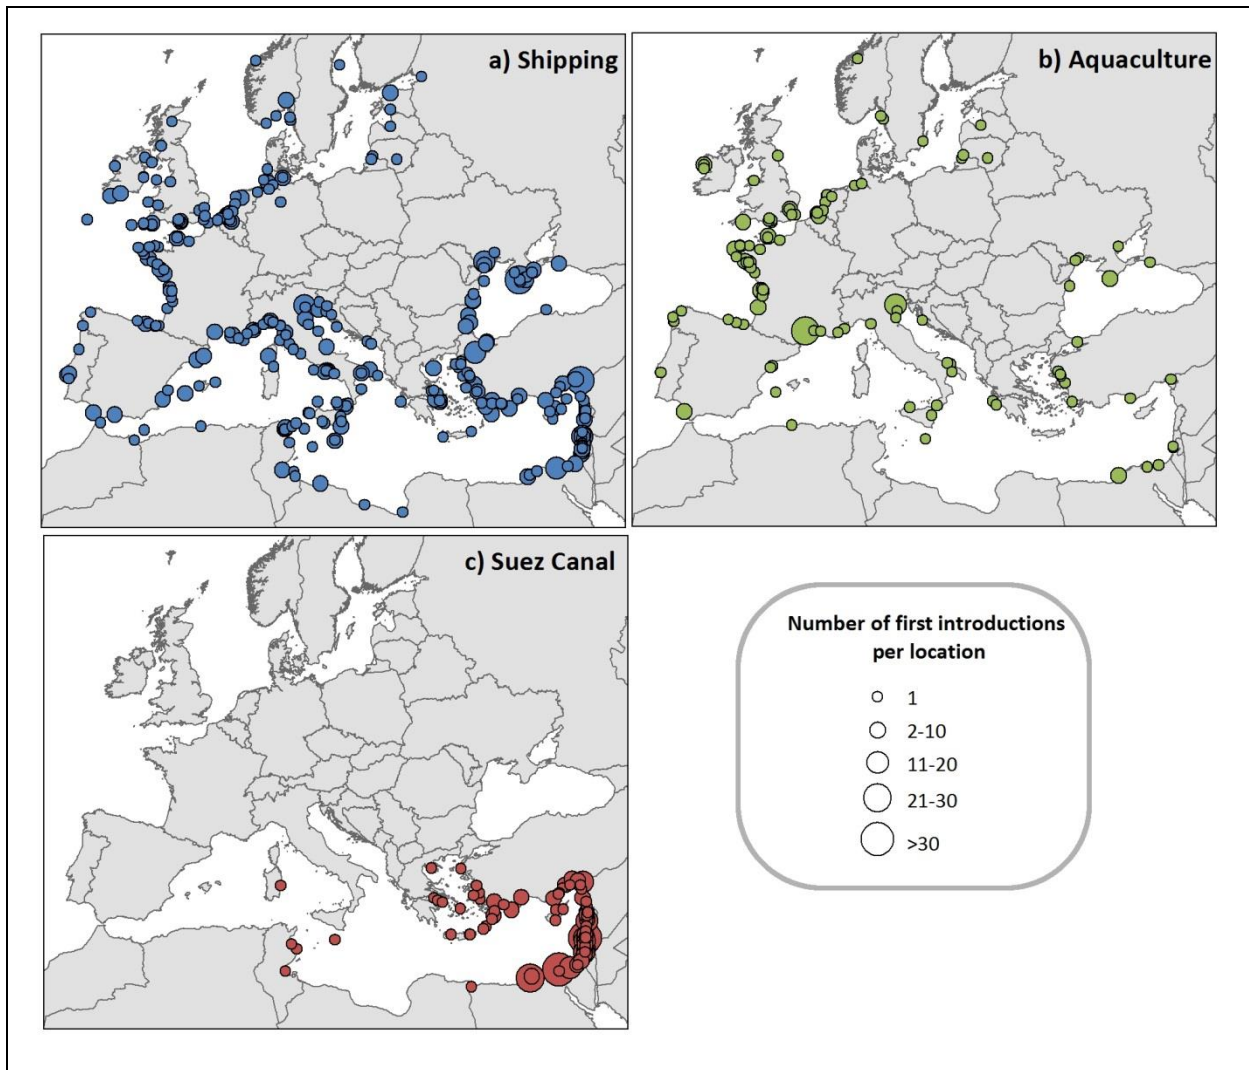 a) Shipping
b) Aquaculture
c) Suez Canal
Number of first introductions
per location
1
2-10
11-20
21-30
>30